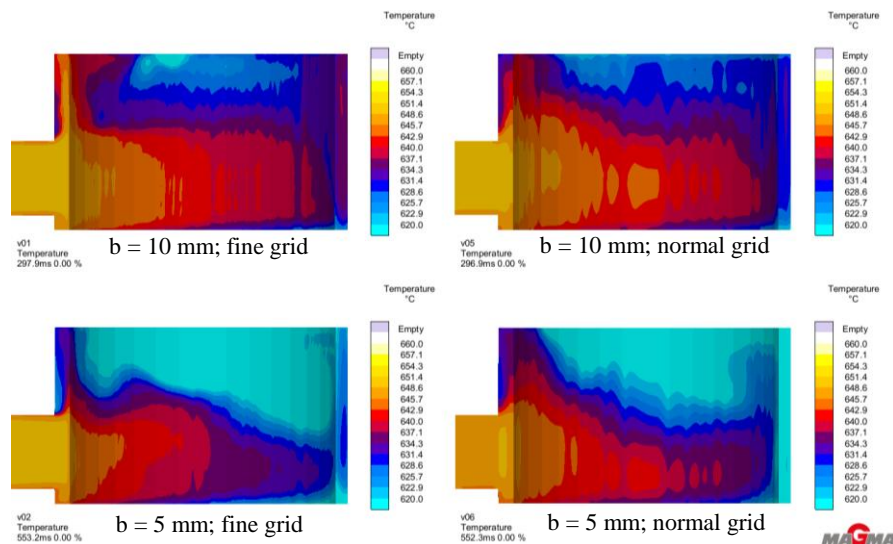 Temperature
°C
Empty
660.0
657.1
654.3
651.4
648.6
645.7
642.9
640.0
637.1
634.3
631.4
628.6
625.7
622.9
620.0
v01
Temperature
297.9ms 0.00 %
b = 10 mm; fine grid
Temperature
°C
Empty
660.0
657.1
654.3
651.4
648.6
645.7
642.9
640.0
637.1
634.3
631.4
628.6
625.7
622.9
620.0
v05
Temperature
296.9ms 0.00 %
b = 10 mm; normal grid
Temperature
°C
Empty
660.0
657.1
654.3
651.4
648.6
645.7
642.9
640.0
637.1
634.3
631.4
628.6
625.7
622.9
620.0
v02
Temperature
553.2ms 0.00 %
b = 5 mm; fine grid
Temperature
°C
Empty
660.0
657.1
654.3
651.4
648.6
645.7
642.9
640.0
637.1
634.3
631.4
628.6
625.7
622.9
620.0
v06
Temperature
552.3ms 0.00 %
b = 5 mm; normal grid
MAGMA